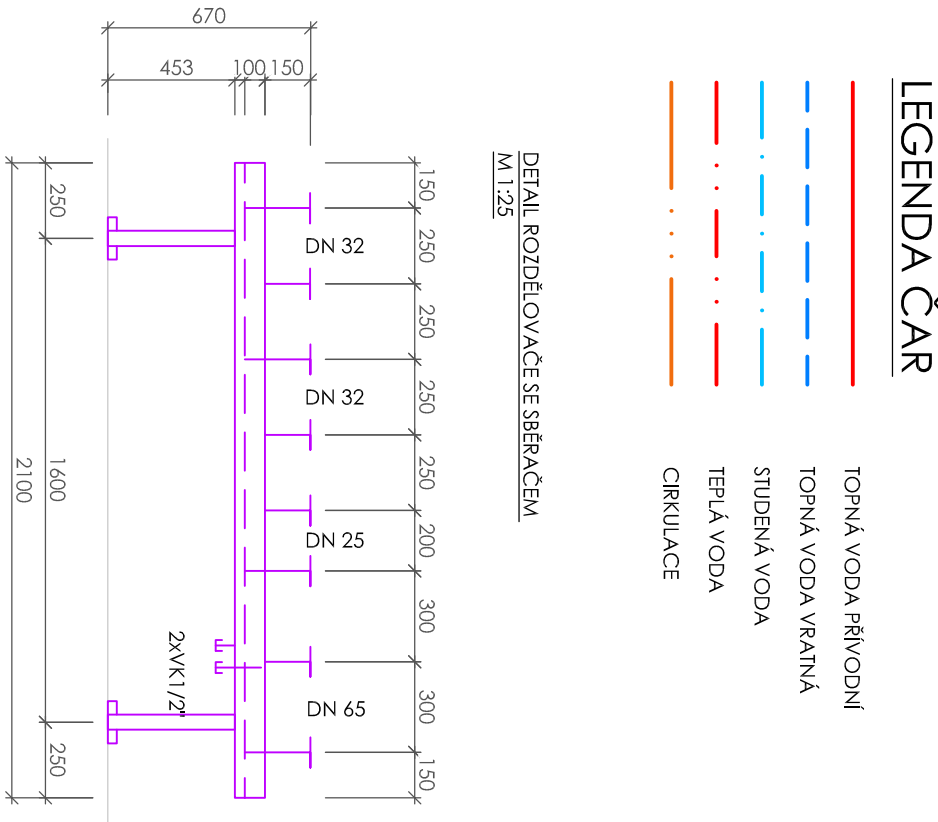 LEGENDA ČAR
TOPNÁ VODA PŘÍVODNÍ
TOPNÁ VODA VRATNÁ
STUDENÁ VODA
TEPLÁ VODA
CIRKULACE
DETAIL ROZDĚLOVAČE SE SBĚRAČEM
M 1:25
150
250
250
250
250
200
300
300
150
DN 32
DN 32
DN 25
DN 65
670
453
100
150
2xVK1/2"
250
1600
250
2100